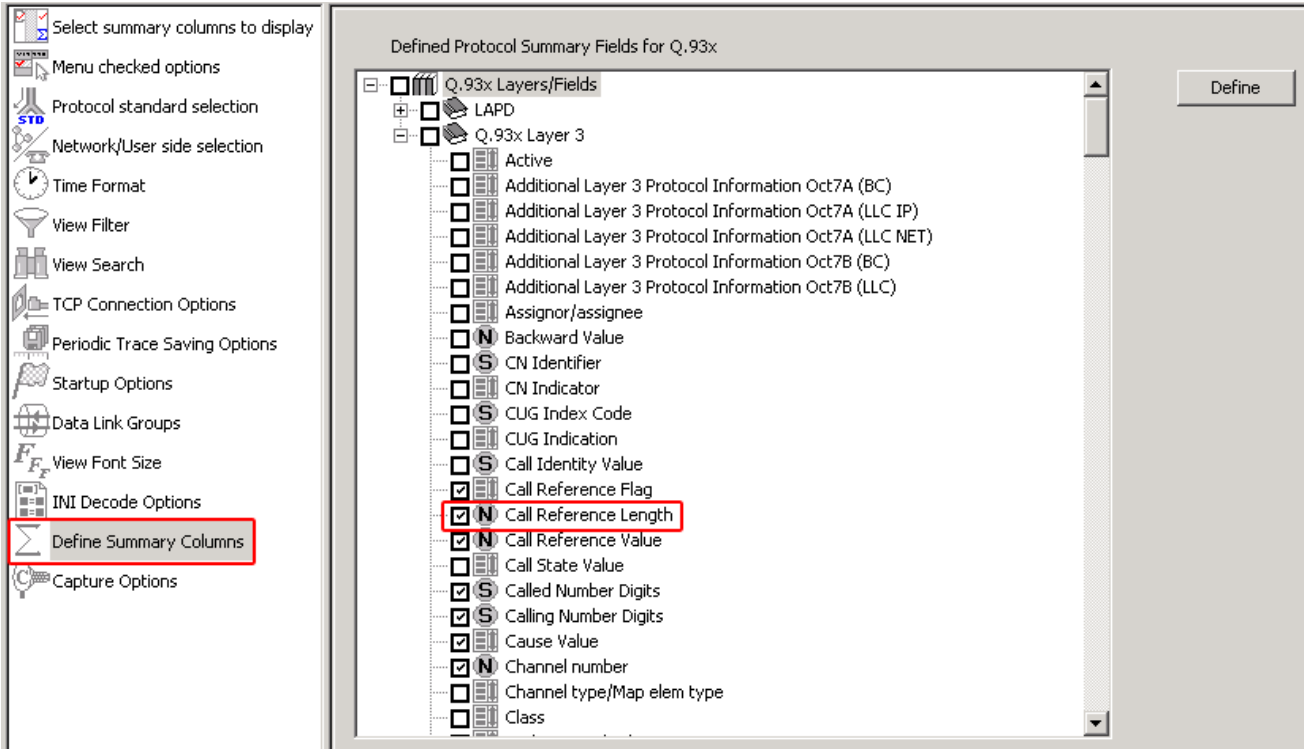 Select summary columns to display
Menu checked options
STD
Protocol standard selection
Network/User side selection
Time Format
View Filter
View Search
TCP Connection Options
Periodic Trace Saving Options
Startup Options
Data Link Groups
View Font Size
INI Decode Options
Define Summary Columns
Capture Options
Defined Protocol Summary Fields for Q.93x
Define
Q.93x Layers/Fields
LAPD
Q.93x Layer 3
Active
Additional Layer 3 Protocol Information Oct7A (BC)
Additional Layer 3 Protocol Information Oct7A (LLC IP)
Additional Layer 3 Protocol Information Oct7A (LLC NET)
Additional Layer 3 Protocol Information Oct7B (BC)
Additional Layer 3 Protocol Information Oct7B (LLC)
Assignor/assignee
N Backward Value
S CN Identifier
CN Indicator
S CUG Index Code
CUG Indication
S Call Identity Value
Call Reference Flag
N Call Reference Length
N Call Reference Value
Call State Value
S Called Number Digits
S Calling Number Digits
Cause Value
N Channel number
Channel type/Map elem type
Class